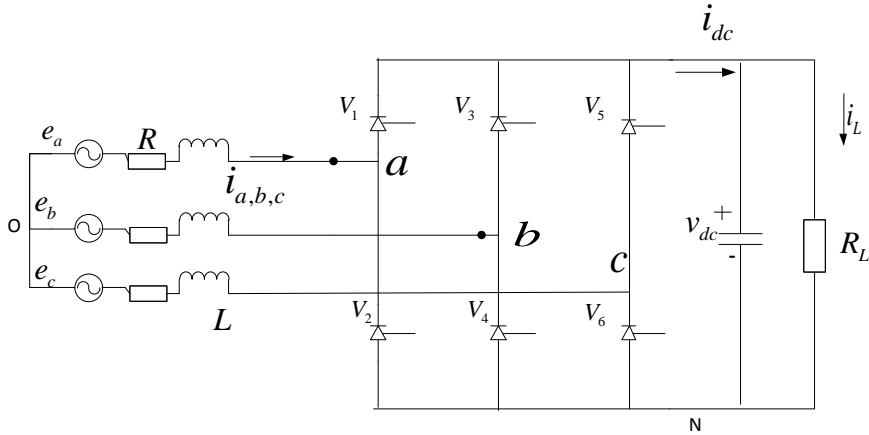 i_dc
V_1 V_3 V_5
e_a R i_L
a
i_a,b,c
e_b
O b v_dc + R_L
c
e_c -
L V_2 V_4 V_6
N